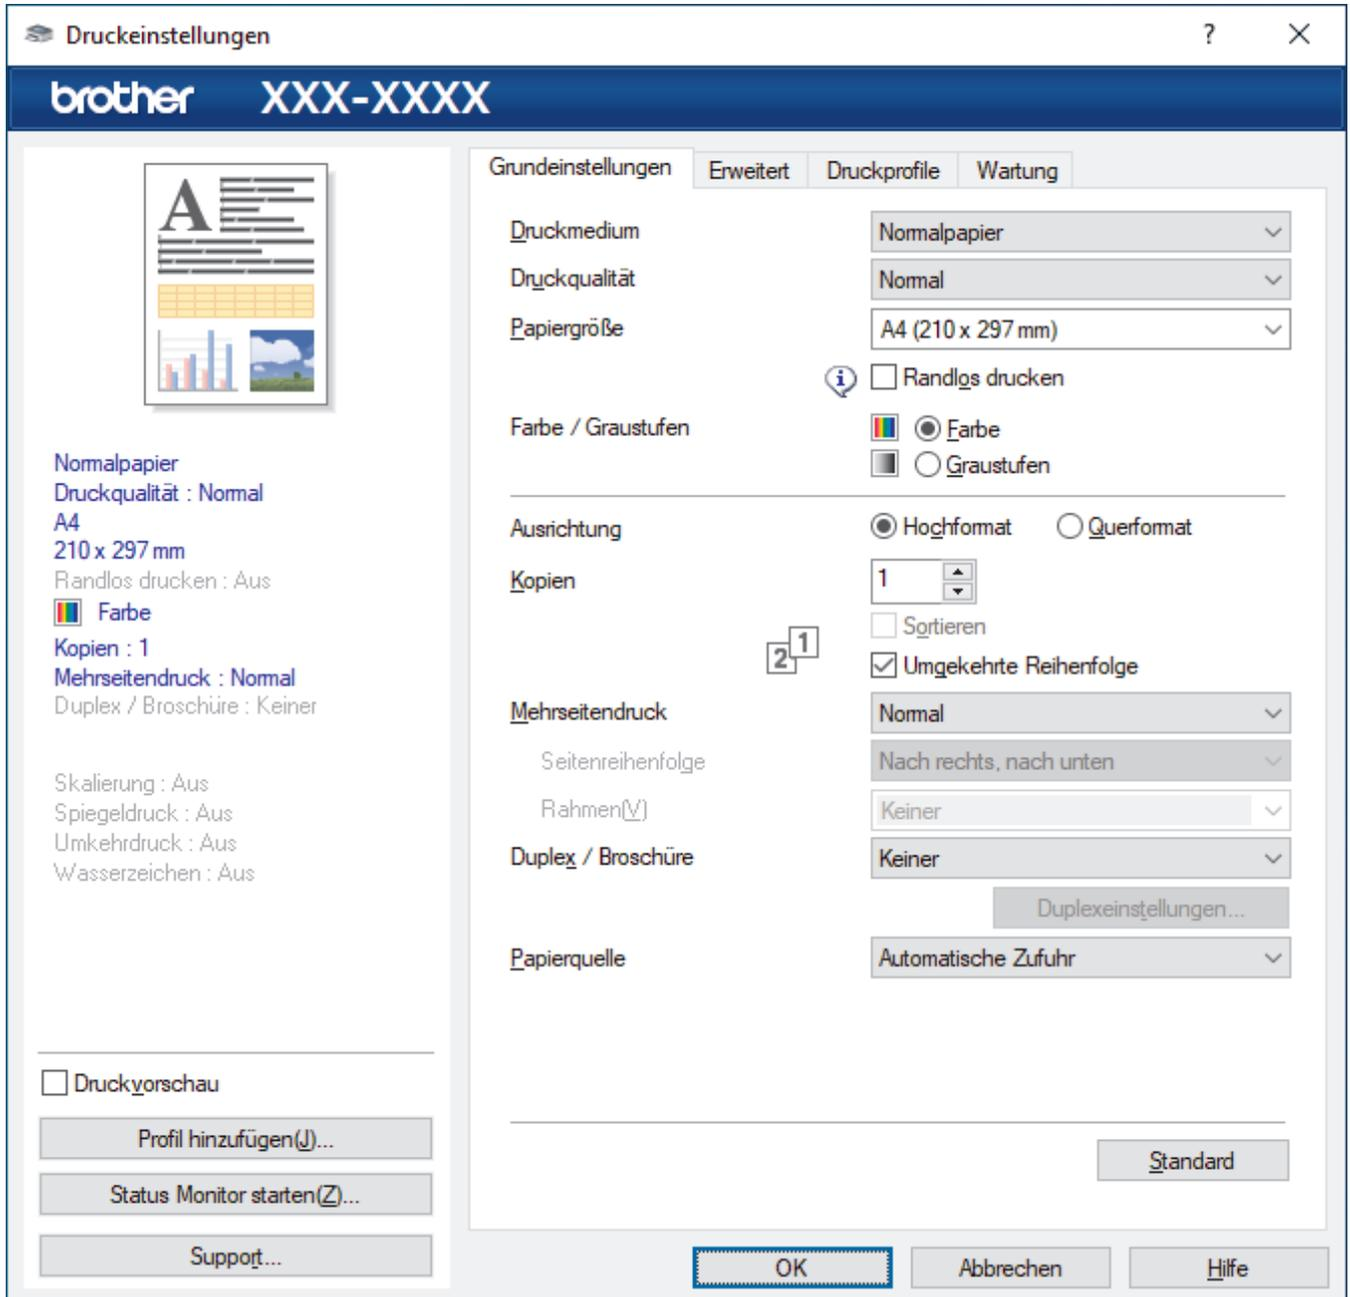 Druckeinstellungen ?
brother XXX-XXXX
A
Normalpapier
Druckqualität : Normal
A4
210 x 297 mm
Randlos drucken : Aus
Farbe
Kopien : 1
Mehrseitendruck : Normal
Duplex / Broschüre : Keiner
Skalierung : Aus
Spiegeldruck : Aus
Umkehrdruck : Aus
Wasserzeichen : Aus
Druckvorschau
Profil hinzufügen(J)...
Status Monitor starten(Z)...
Support...
Grundeinstellungen Erweitert Druckprofile Wartung
Druckmedium Normalpapier
Druckqualität Normal
Papiergröße A4 (210 x 297 mm)
i Randlos drucken
Farbe / Graustufen Farbe
Graustufen
Ausrichtung Hochformat Querformat
Kopien 1
Sortieren
2 1 Umgekehrte Reihenfolge
Mehrseitendruck Normal
Seitenreihenfolge Nach rechts, nach unten
Rahmen(V) Keiner
Duplex / Broschüre Keiner
Duplexeinstellungen...
Papierquelle Automatische Zufuhr
Standard
OK Abbrechen Hilfe